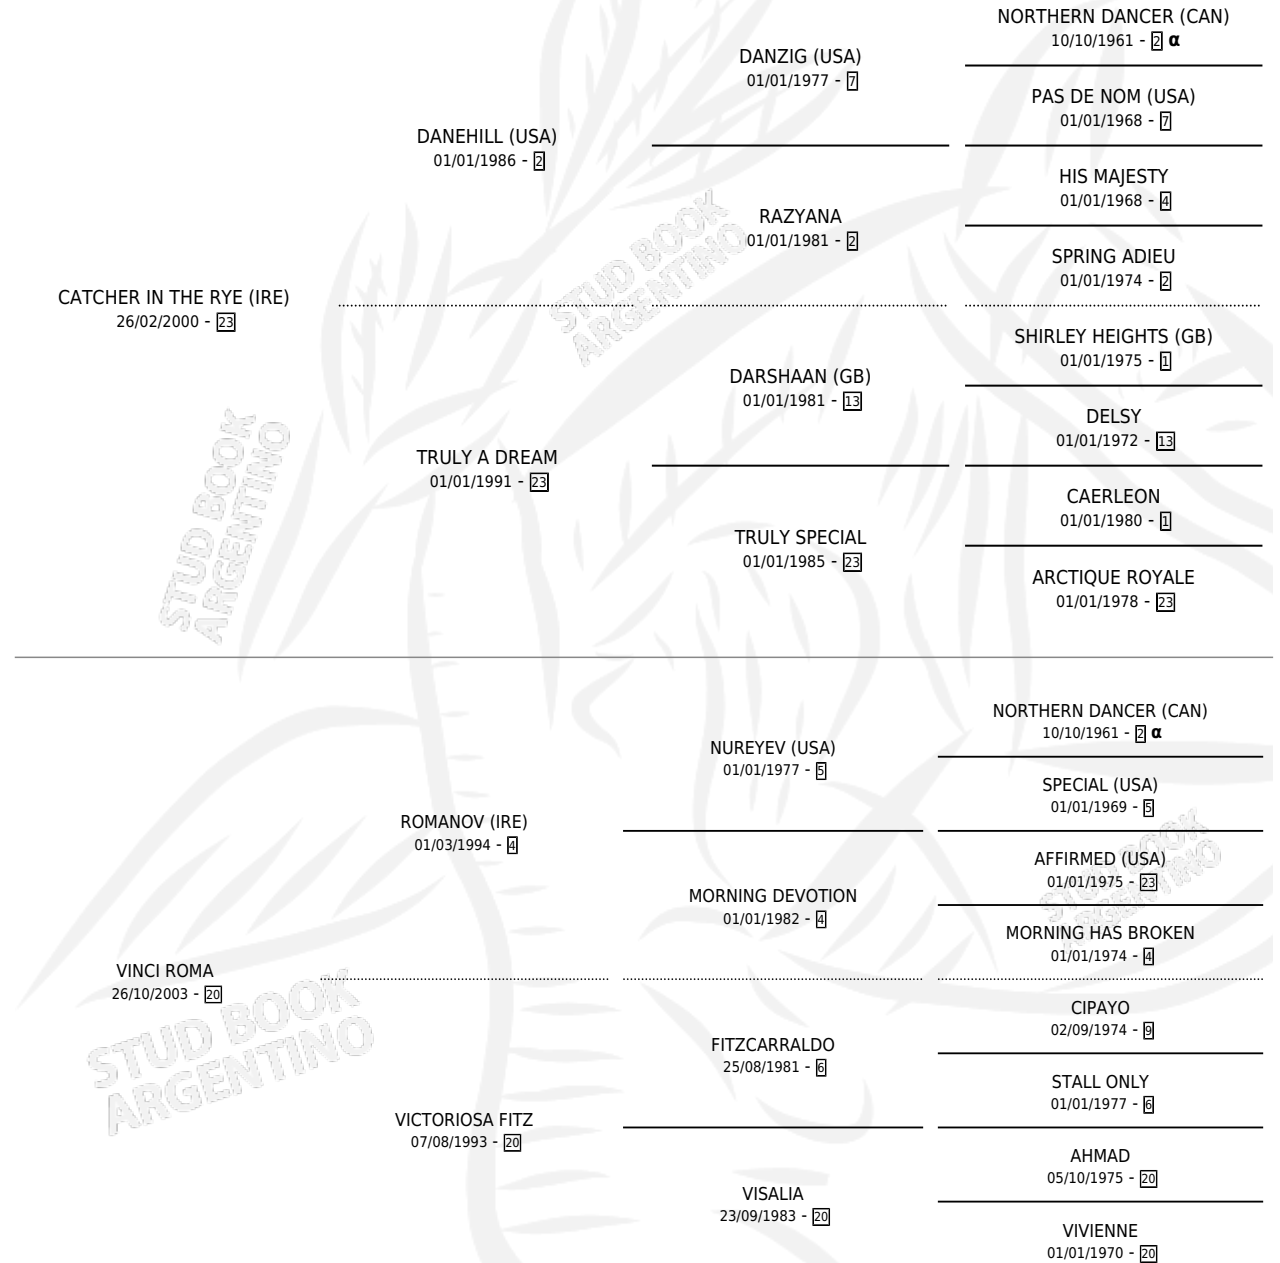 NORTHERN DANCER (CAN)
10/10/1961 - 2 α
DANZIG (USA)
01/01/1977 - 7
PAS DE NOM (USA)
01/01/1968 - 7
DANEHILL (USA)
01/01/1986 - 2
HIS MAJESTY
01/01/1968 - 4
RAZYANA
01/01/1981 - 2
SPRING ADIEU
01/01/1974 - 2
CATCHER IN THE RYE (IRE)
26/02/2000 - 23
SHIRLEY HEIGHTS (GB)
01/01/1975 - 1
DARSHAAN (GB)
01/01/1981 - 13
DELSY
01/01/1972 - 13
TRULY A DREAM
01/01/1991 - 23
CAERLEON
01/01/1980 - 1
TRULY SPECIAL
01/01/1985 - 23
ARCTIQUE ROYALE
01/01/1978 - 23
NORTHERN DANCER (CAN)
10/10/1961 - 2 α
NUREYEV (USA)
01/01/1977 - 5
SPECIAL (USA)
01/01/1969 - 5
ROMANOV (IRE)
01/03/1994 - 4
AFFIRMED (USA)
01/01/1975 - 23
MORNING DEVOTION
01/01/1982 - 4
MORNING HAS BROKEN
01/01/1974 - 4
VINCI ROMA
26/10/2003 - 20
CIPAYO
02/09/1974 - 9
FITZCARRALDO
25/08/1981 - 6
STALL ONLY
01/01/1977 - 6
VICTORIOSA FITZ
07/08/1993 - 20
AHMAD
05/10/1975 - 20
VISALIA
23/09/1983 - 20
VIVIENNE
01/01/1970 - 20
STUD BOOK
ARGENTINO
STUD BOOK
ARGENTINO
STUD BOOK
ARGENTINO
STUD BOOK
ARGENTINO